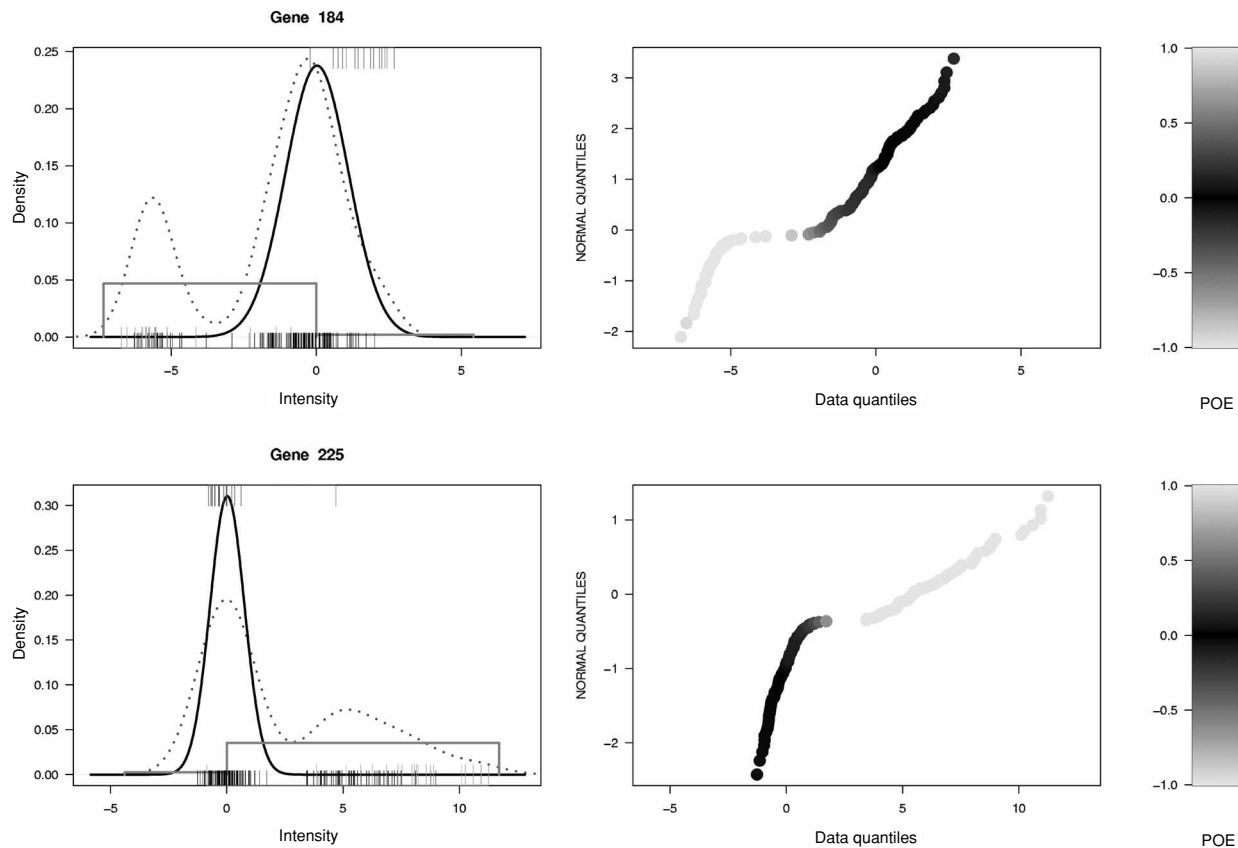 Gene 184
0.25
0.20
0.15
0.10
0.05
0.00
Density
−5 0 5
Intensity
3
2
1
0
−1
−2
NORMAL QUANTILES
−5 0 5
Data quantiles
1.0
0.5
0.0
−0.5
−1.0
POE
Gene 225
0.30
0.25
0.20
0.15
0.10
0.05
0.00
Density
−5 0 5 10
Intensity
1
0
−1
−2
NORMAL QUANTILES
−5 0 5 10
Data quantiles
1.0
0.5
0.0
−0.5
−1.0
POE